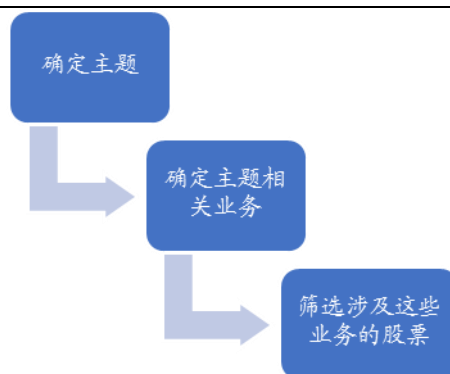 确定主题
确定主题相
关业务
筛选涉及这些
业务的股票